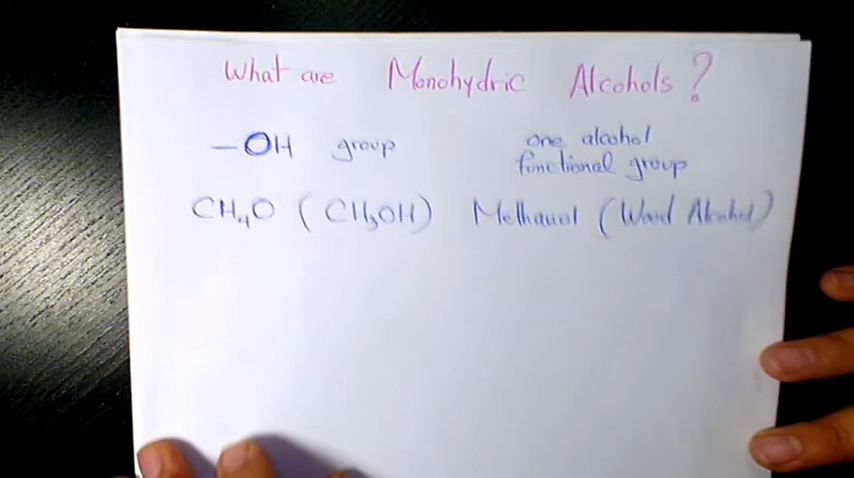 What are Monohydric Alcohols?
—OH group one alcohol
functional group
CH₄O (CH₃OH) Methanol (Wood Alcohol)